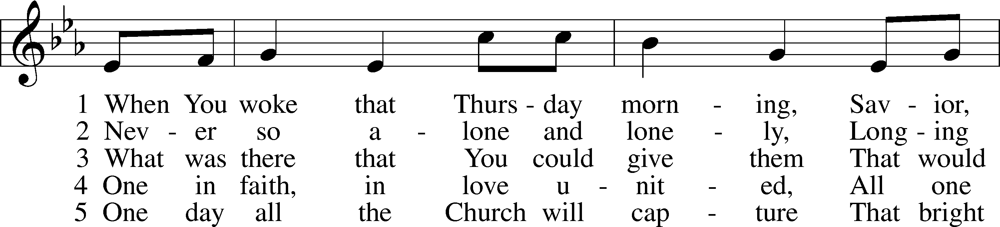 1 When You woke that Thurs - day morn - ing, Sav - ior,
2 Nev - er so a - lone and lone - ly, Long - ing
3 What was there that You could give them That would
4 One in faith, in love u - nit - ed, All one
5 One day all the Church will cap - ture That bright